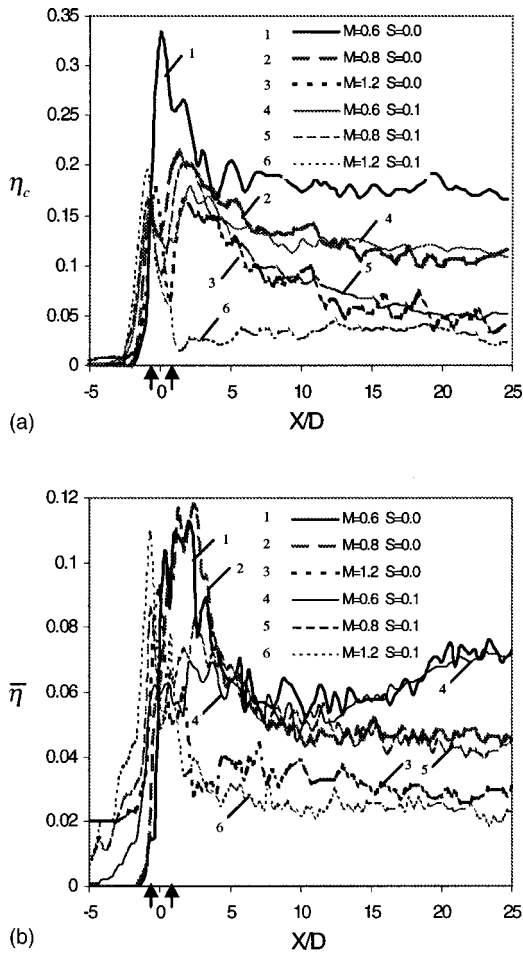 0.35
0.3
0.25
0.2
0.15
0.1
0.05
0
ηc
1 M=0.6 S=0.0
2 M=0.8 S=0.0
3 M=1.2 S=0.0
4 M=0.6 S=0.1
5 M=0.8 S=0.1
6 M=1.2 S=0.1
1
2
4
3
5
6
-5 0 5 10 15 20 25
(a)
X/D
0.12
0.1
0.08
0.06
0.04
0.02
0
η̅
1 M=0.6 S=0.0
2 M=0.8 S=0.0
3 M=1.2 S=0.0
4 M=0.6 S=0.1
5 M=0.8 S=0.1
6 M=1.2 S=0.1
1
2
4
4
3
5
6
-5 0 5 10 15 20 25
(b)
X/D